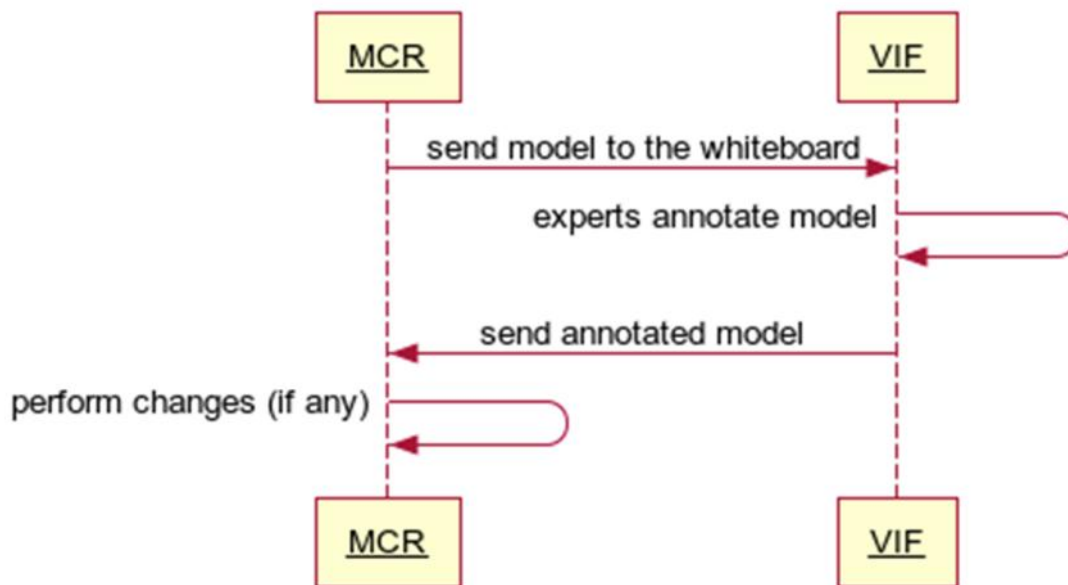 MCR VIF
send model to the whiteboard
experts annotate model
send annotated model
perform changes (if any)
MCR VIF